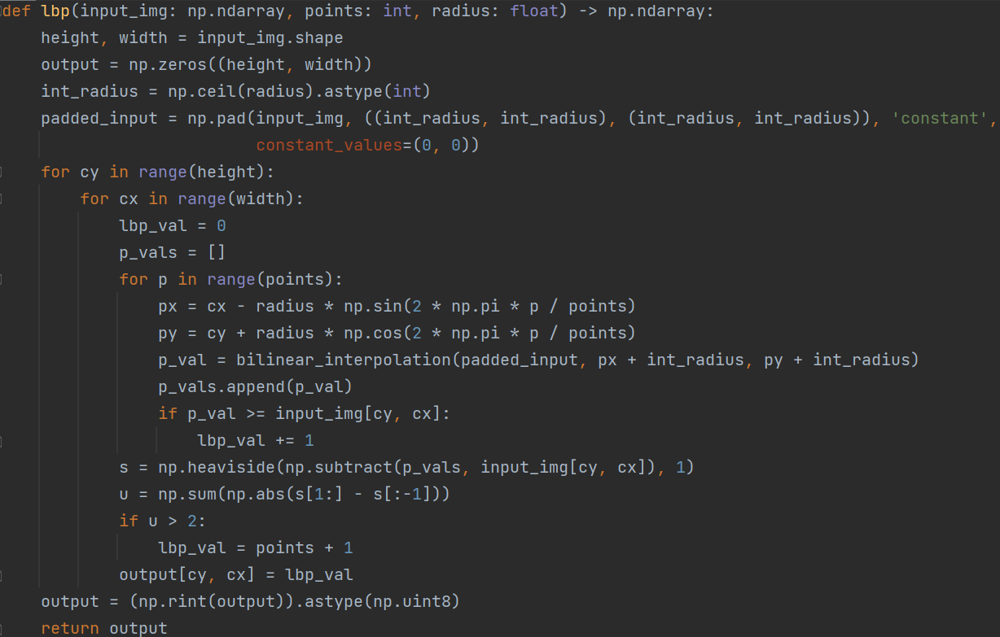 def lbp(input_img: np.ndarray, points: int, radius: float) -> np.ndarray:
    height, width = input_img.shape
    output = np.zeros((height, width))
    int_radius = np.ceil(radius).astype(int)
    padded_input = np.pad(input_img, ((int_radius, int_radius), (int_radius, int_radius)), 'constant',
                          constant_values=(0, 0))
    for cy in range(height):
        for cx in range(width):
            lbp_val = 0
            p_vals = []
            for p in range(points):
                px = cx - radius * np.sin(2 * np.pi * p / points)
                py = cy + radius * np.cos(2 * np.pi * p / points)
                p_val = bilinear_interpolation(padded_input, px + int_radius, py + int_radius)
                p_vals.append(p_val)
                if p_val >= input_img[cy, cx]:
                    lbp_val += 1
            s = np.heaviside(np.subtract(p_vals, input_img[cy, cx]), 1)
            u = np.sum(np.abs(s[1:] - s[:-1]))
            if u > 2:
                lbp_val = points + 1
            output[cy, cx] = lbp_val
    output = (np.rint(output)).astype(np.uint8)
    return output